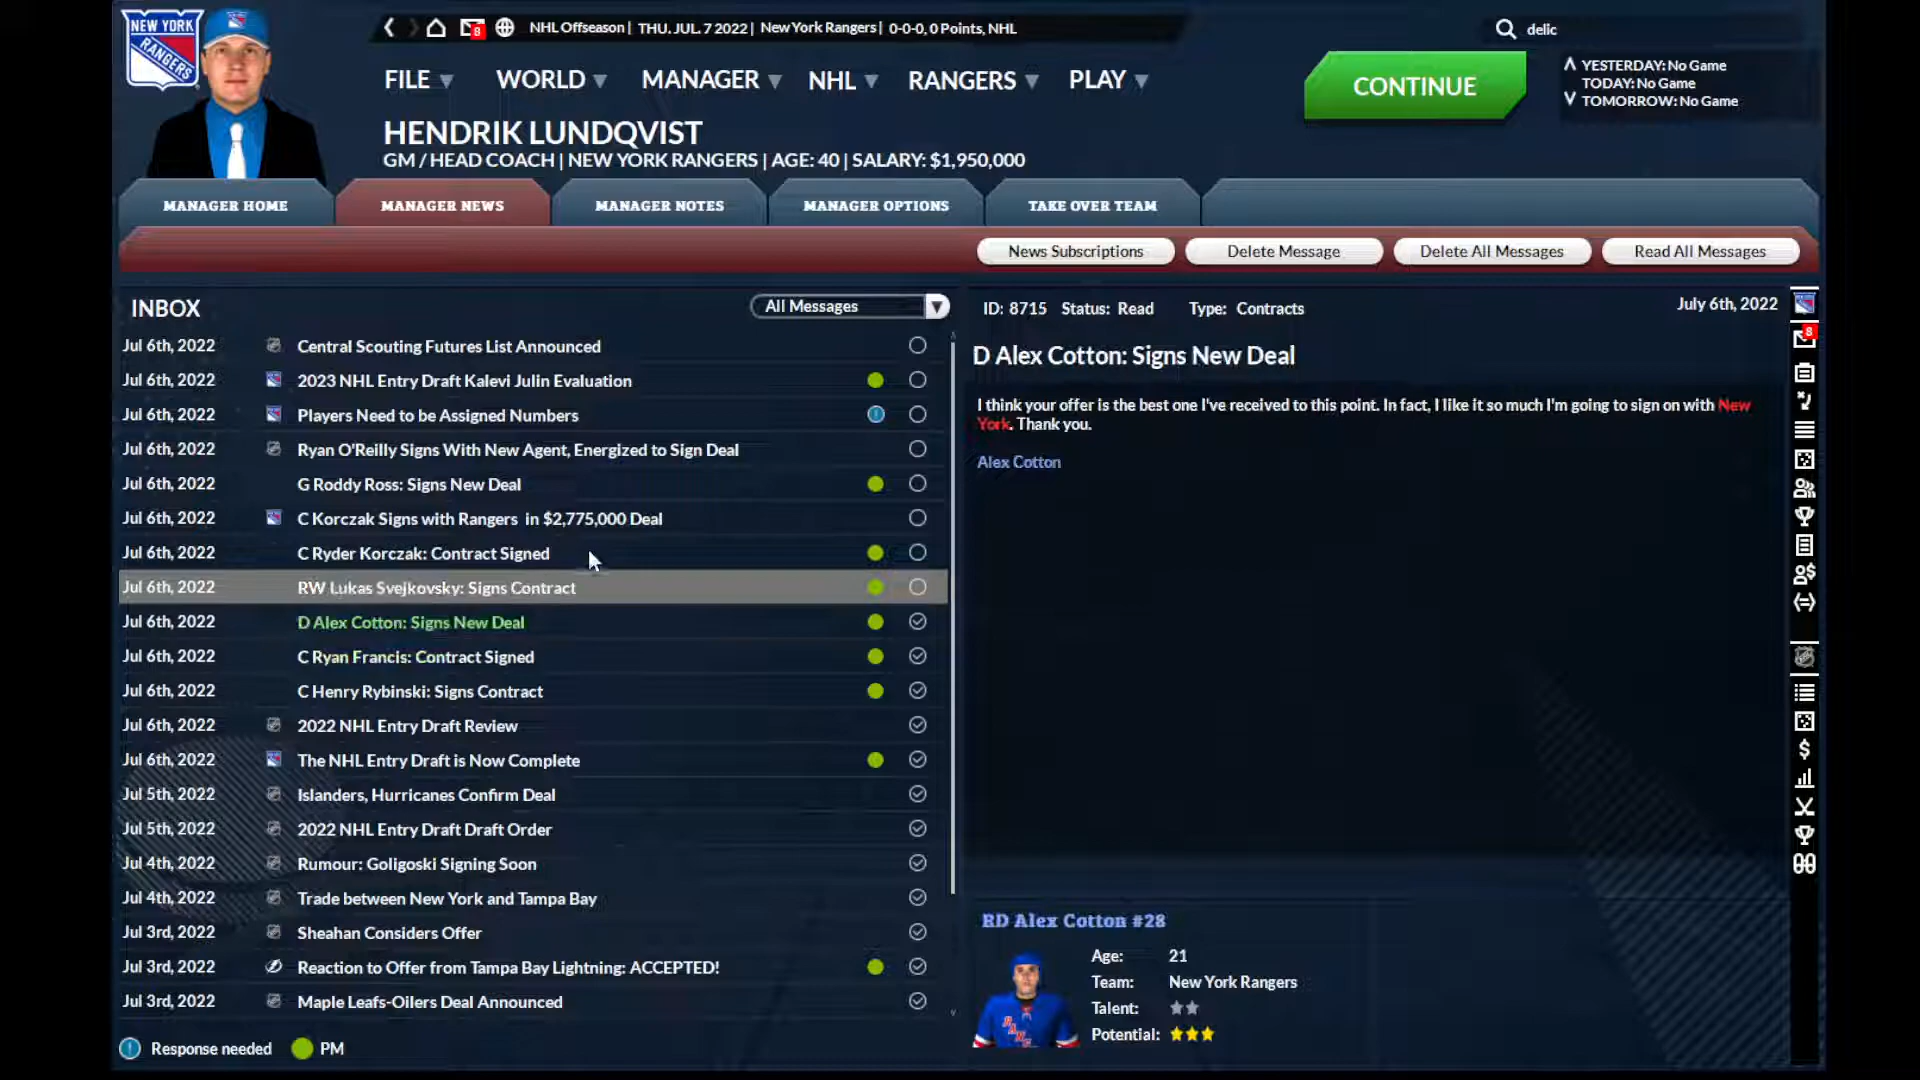 NEW YORK
RANGERS
8
NHL Offseason | THU. JUL. 7 2022 | New York Rangers | 0-0-0, 0 Points, NHL
delic
FILE
WORLD
MANAGER
NHL
RANGERS
PLAY
CONTINUE
YESTERDAY: No Game
TODAY: No Game
TOMORROW: No Game
HENDRIK LUNDQVIST
GM / HEAD COACH | NEW YORK RANGERS | AGE: 40 | SALARY: $1,950,000
MANAGER HOME
MANAGER NEWS
MANAGER NOTES
MANAGER OPTIONS
TAKE OVER TEAM
News Subscriptions
Delete Message
Delete All Messages
Read All Messages
INBOX
All Messages
Jul 6th, 2022 Central Scouting Futures List Announced
Jul 6th, 2022 2023 NHL Entry Draft Kalevi Julin Evaluation
Jul 6th, 2022 Players Need to be Assigned Numbers
Jul 6th, 2022 Ryan O'Reilly Signs With New Agent, Energized to Sign Deal
Jul 6th, 2022 G Roddy Ross: Signs New Deal
Jul 6th, 2022 C Korczak Signs with Rangers in $2,775,000 Deal
Jul 6th, 2022 C Ryder Korczak: Contract Signed
Jul 6th, 2022 RW Lukas Svejkovsky: Signs Contract
Jul 6th, 2022 D Alex Cotton: Signs New Deal
Jul 6th, 2022 C Ryan Francis: Contract Signed
Jul 6th, 2022 C Henry Rybinski: Signs Contract
Jul 6th, 2022 2022 NHL Entry Draft Review
Jul 6th, 2022 The NHL Entry Draft is Now Complete
Jul 5th, 2022 Islanders, Hurricanes Confirm Deal
Jul 5th, 2022 2022 NHL Entry Draft Draft Order
Jul 4th, 2022 Rumour: Goligoski Signing Soon
Jul 4th, 2022 Trade between New York and Tampa Bay
Jul 3rd, 2022 Sheahan Considers Offer
Jul 3rd, 2022 Reaction to Offer from Tampa Bay Lightning: ACCEPTED!
Jul 3rd, 2022 Maple Leafs-Oilers Deal Announced
Response needed
PM
ID: 8715 Status: Read Type: Contracts
July 6th, 2022
8
D Alex Cotton: Signs New Deal
I think your offer is the best one I've received to this point. In fact, I like it so much I'm going to sign on with New
York. Thank you.
Alex Cotton
RD Alex Cotton #28
Age: 21
Team: New York Rangers
Talent:
Potential: